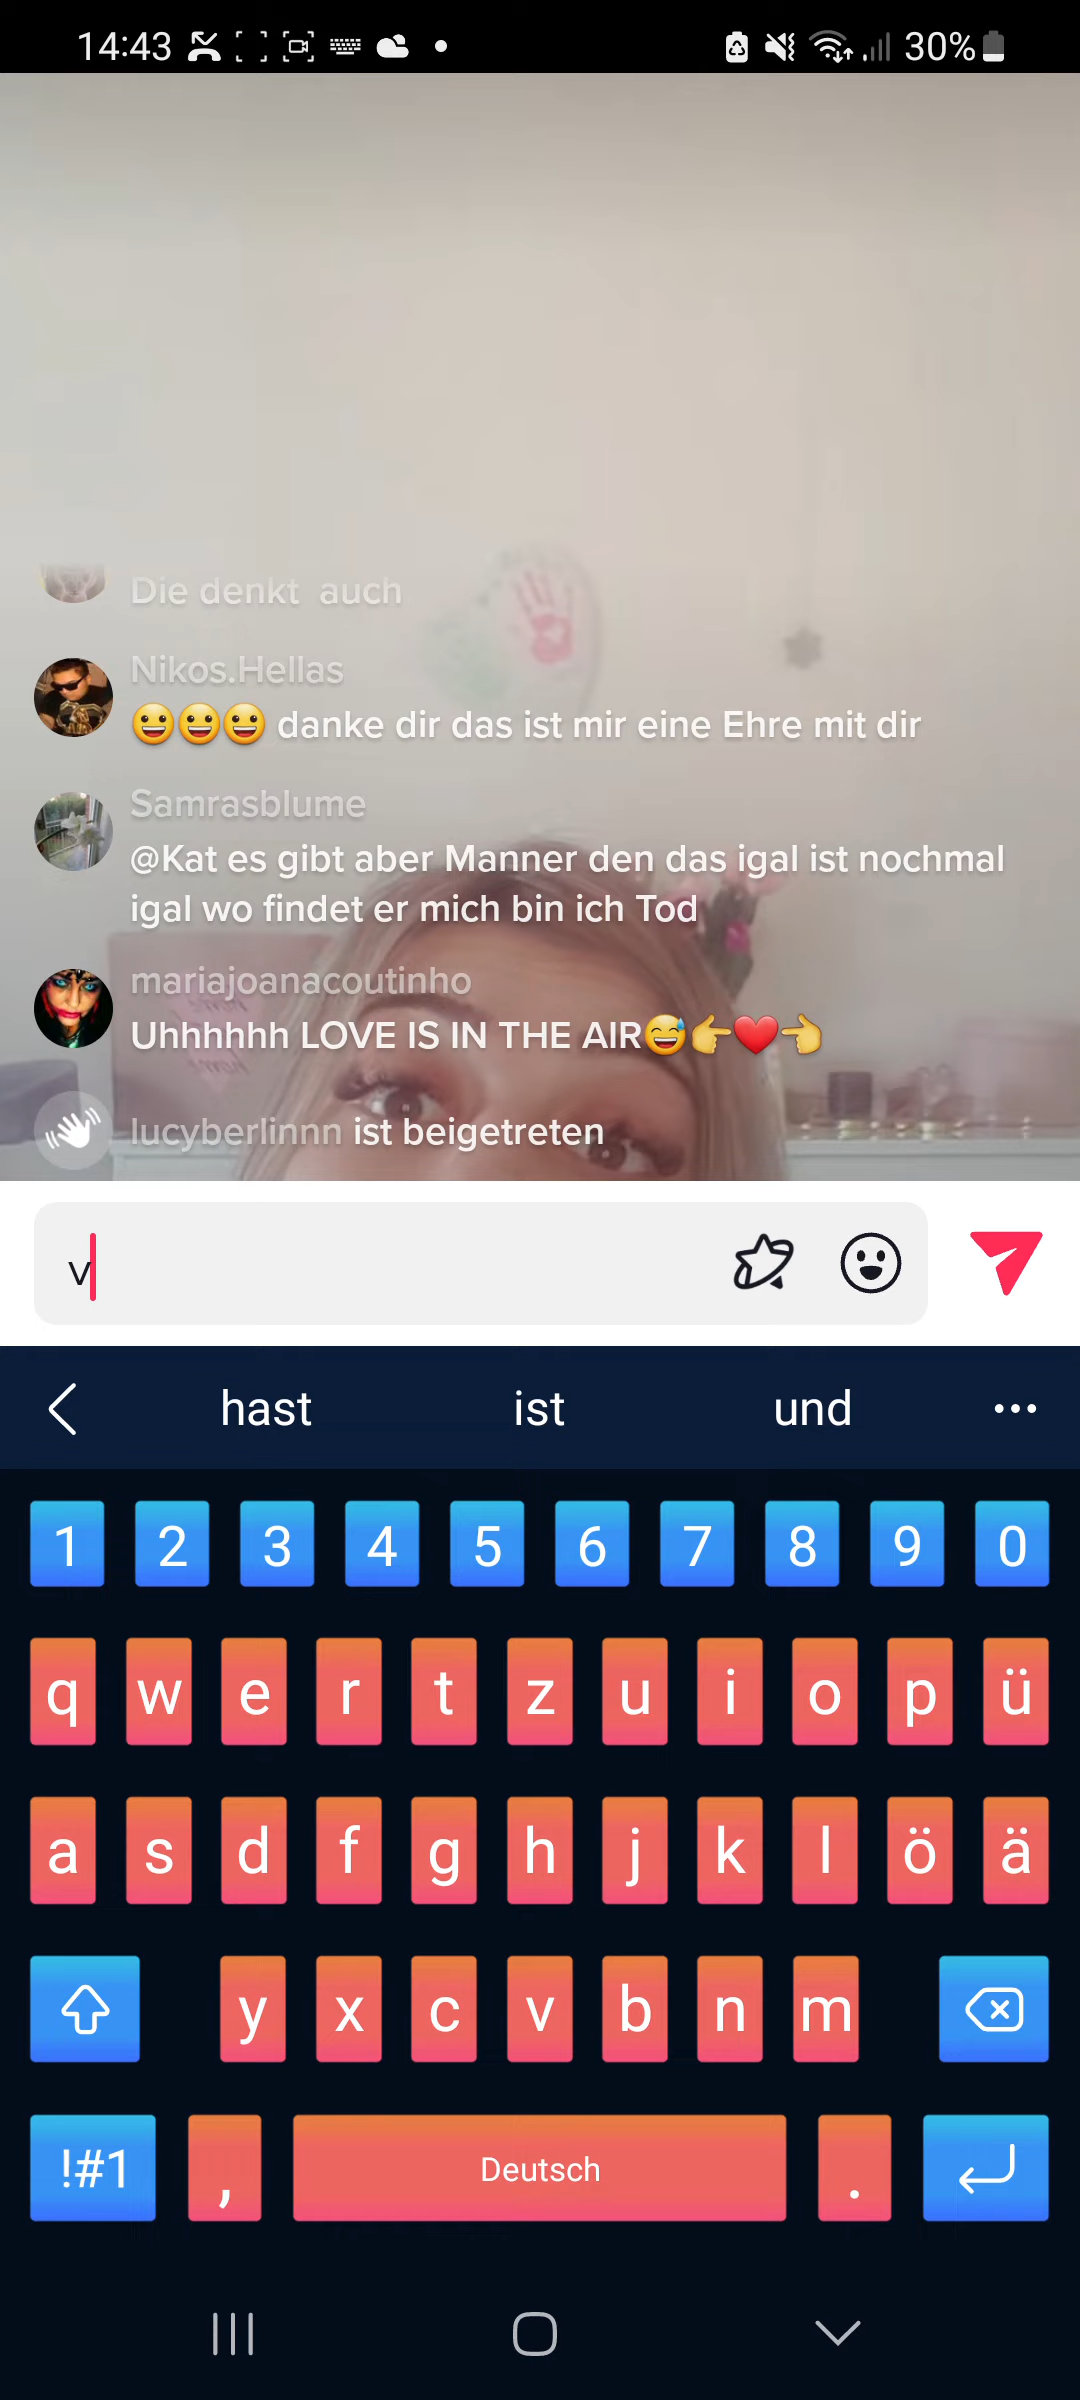 14:43 30%
Die denkt  auch
Nikos.Hellas
😀😀😀 danke dir das ist mir eine Ehre mit dir
Samrasblume
@Kat es gibt aber Manner den das igal ist nochmal
igal wo findet er mich bin ich Tod
mariajoanacoutinho
Uhhhhhh LOVE IS IN THE AIR😅👉❤️👈
lucyberlinnn ist beigetreten
v
hast ist und
1 2 3 4 5 6 7 8 9 0
q w e r t z u i o p ü
a s d f g h j k l ö ä
y x c v b n m
!#1 , Deutsch .